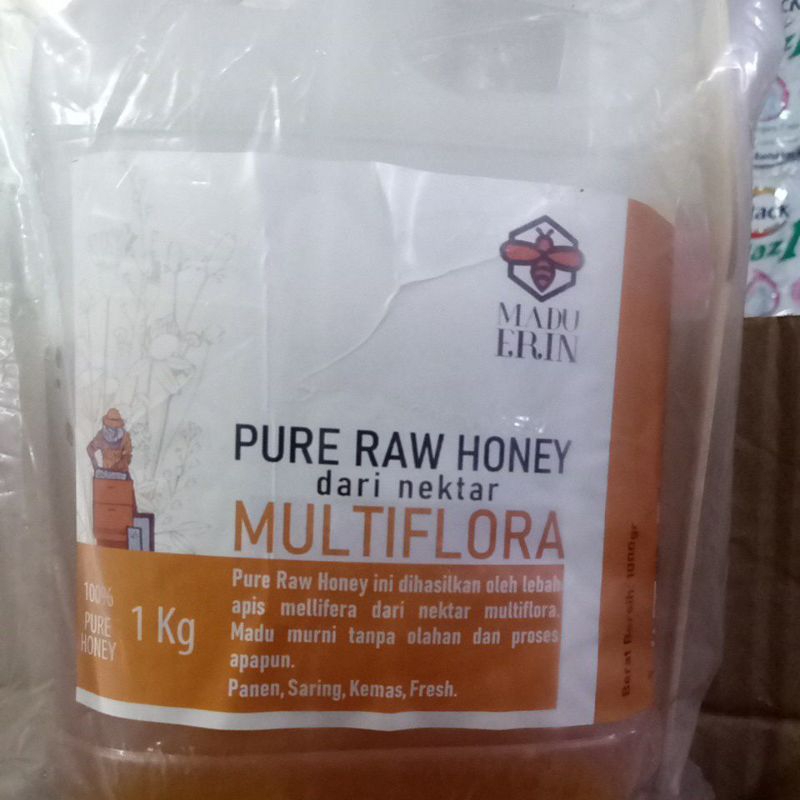 MADU
ERIN
PURE RAW HONEY
dari nektar
MULTIFLORA
100%
PURE
HONEY
1 Kg
Pure Raw Honey ini dihasilkan oleh lebah
apis mellifera dari nektar multiflora.
Madu murni tanpa olahan dan proses
apapun.
Panen, Saring, Kemas, Fresh.
Berat Bersih 1000gr